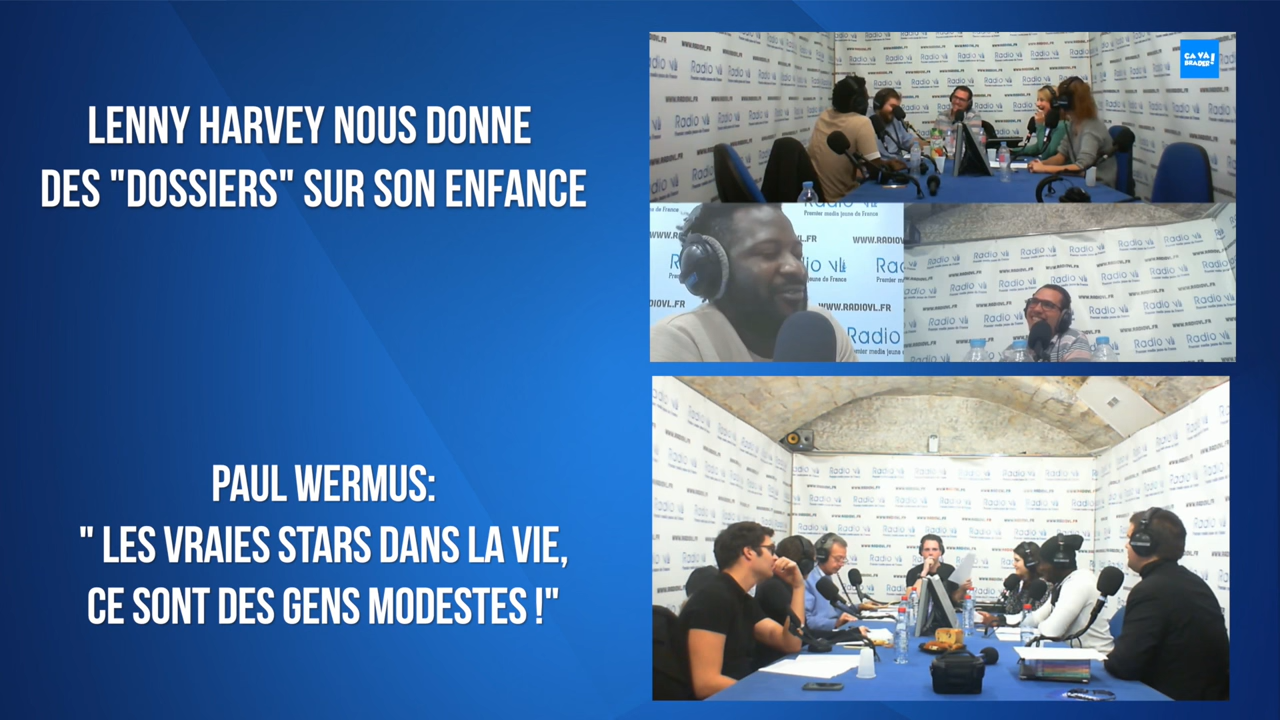 LENNY HARVEY NOUS DONNE
DES "DOSSIERS" SUR SON ENFANCE
PAUL WERMUS:
" LES VRAIES STARS DANS LA VIE,
CE SONT DES GENS MODESTES !"
ÇA VA
BRADER !
Radio VL
Premier media jeune de France
WWW.RADIOVL.FR